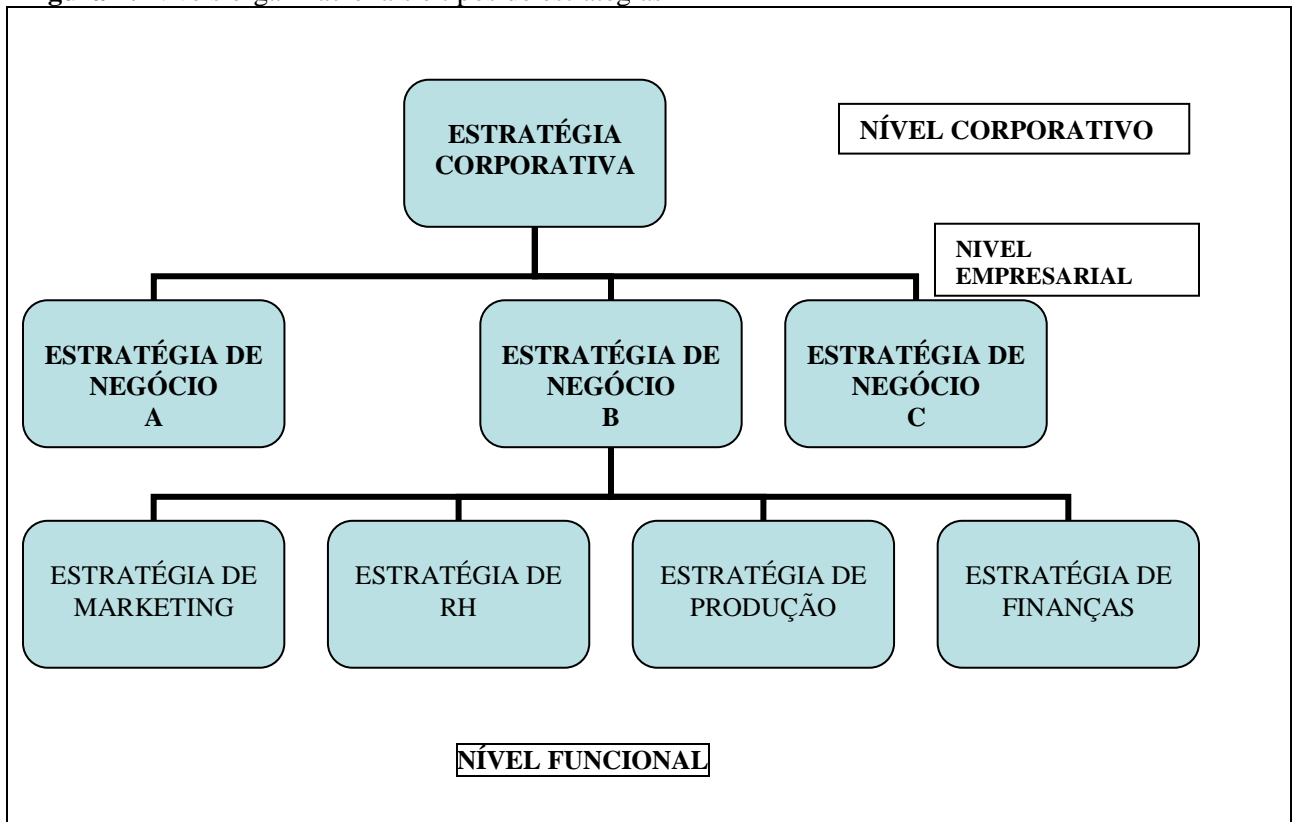 ESTRATÉGIA
CORPORATIVA
NÍVEL CORPORATIVO
NIVEL
EMPRESARIAL
ESTRATÉGIA DE
NEGÓCIO
A
ESTRATÉGIA DE
NEGÓCIO
B
ESTRATÉGIA DE
NEGÓCIO
C
ESTRATÉGIA DE
MARKETING
ESTRATÉGIA DE
RH
ESTRATÉGIA DE
PRODUÇÃO
ESTRATÉGIA DE
FINANÇAS
NÍVEL FUNCIONAL